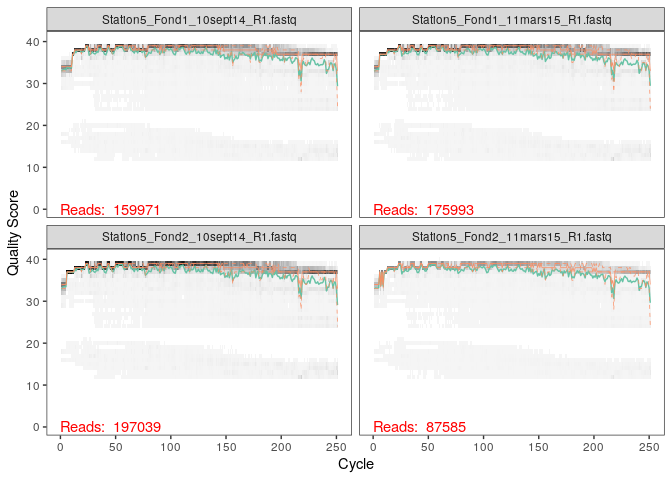 Station5_Fond1_10sept14_R1.fastq
Station5_Fond1_11mars15_R1.fastq
40
30
20
10
0
Reads: 159971
Reads: 175993
Quality Score
Station5_Fond2_10sept14_R1.fastq
Station5_Fond2_11mars15_R1.fastq
40
30
20
10
0
Reads: 197039
Reads: 87585
0 50 100 150 200 250
0 50 100 150 200 250
Cycle